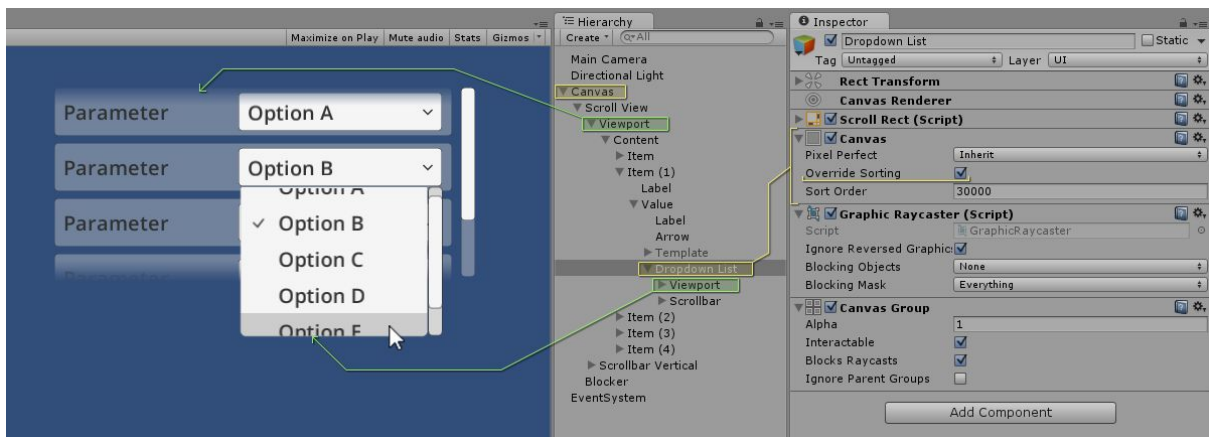 Maximize on Play Mute audio Stats Gizmos
Parameter Option A
Parameter Option B
Option A
Parameter
Option B
Option C
Option D
Parameter
Option E
Hierarchy
Create All
Main Camera
Directional Light
Canvas
Scroll View
Viewport
Content
Item
Item (1)
Label
Value
Label
Arrow
Template
Dropdown List
Viewport
Scrollbar
Item (2)
Item (3)
Item (4)
Scrollbar Vertical
Blocker
EventSystem
Inspector
Dropdown List Static
Tag Untagged Layer UI
Rect Transform
Canvas Renderer
Scroll Rect (Script)
Canvas
Pixel Perfect Inherit
Override Sorting
Sort Order 30000
Graphic Raycaster (Script)
Script GraphicRaycaster
Ignore Reversed Graphic
Blocking Objects None
Blocking Mask Everything
Canvas Group
Alpha 1
Interactable
Blocks Raycasts
Ignore Parent Groups
Add Component